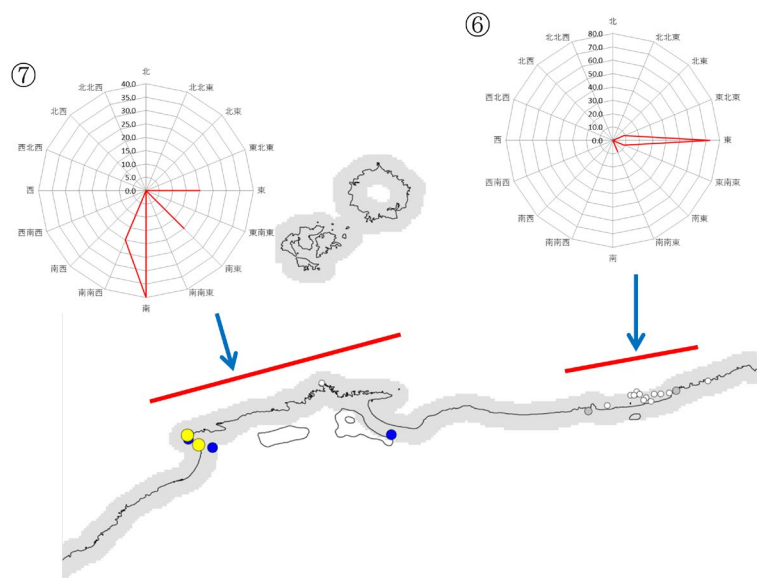 ⑦
北
北北東
北東
東北東
東
東南東
南東
南南東
南
南南西
南西
西南西
西
西北西
北西
北北西
40.0
35.0
30.0
25.0
20.0
15.0
10.0
5.0
0.0
⑥
北
北北東
北東
東北東
東
東南東
南東
南南東
南
南南西
南西
西南西
西
西北西
北西
北北西
80.0
70.0
60.0
50.0
40.0
30.0
20.0
10.0
0.0